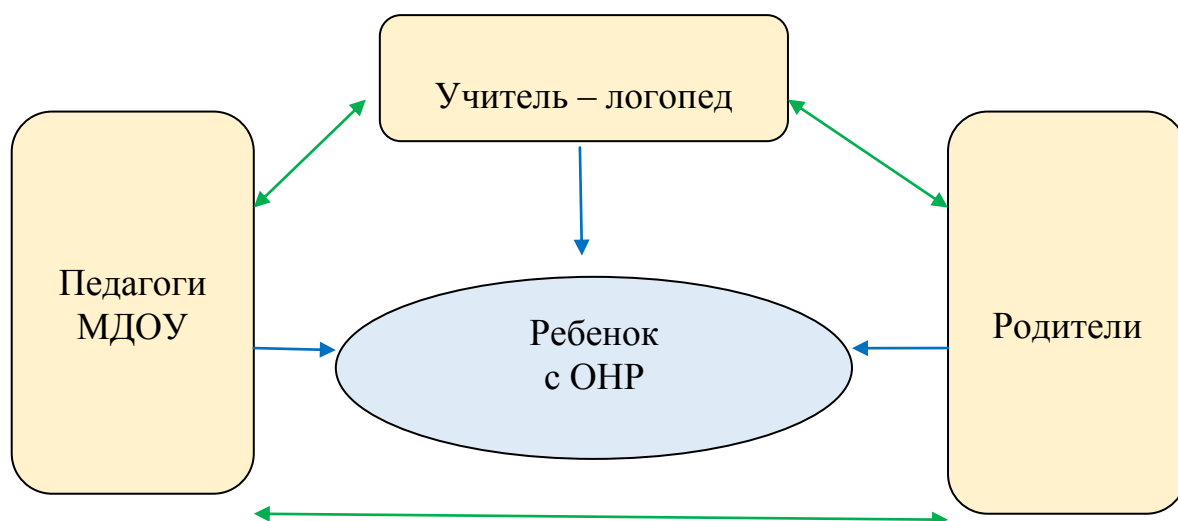 Учитель – логопед
Педагоги
МДОУ
Ребенок
с ОНР
Родители